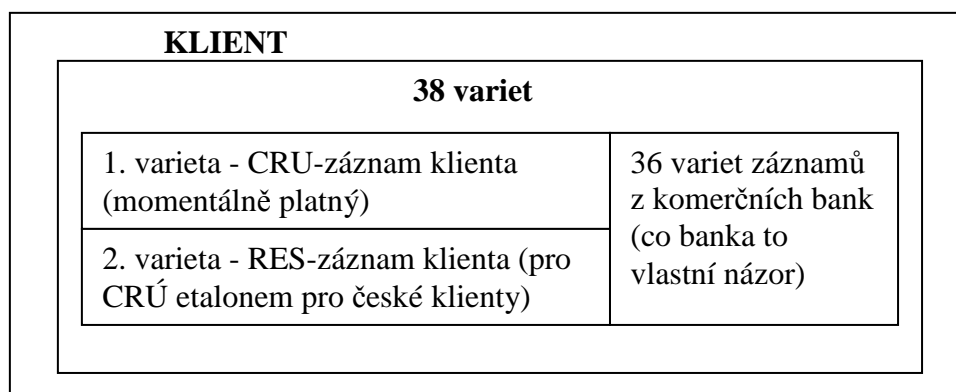 KLIENT
38 variet
1. varieta - CRU-záznam klienta
(momentálně platný)
2. varieta - RES-záznam klienta (pro
CRÚ etalonem pro české klienty)
36 variet záznamů
z komerčních bank
(co banka to
vlastní názor)